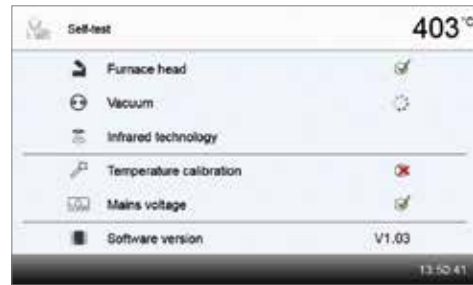 Self-test 403 °C
Furnace head
Vacuum
Infrared technology
Temperature calibration
Mains voltage
Software version V1.03
13:50:41